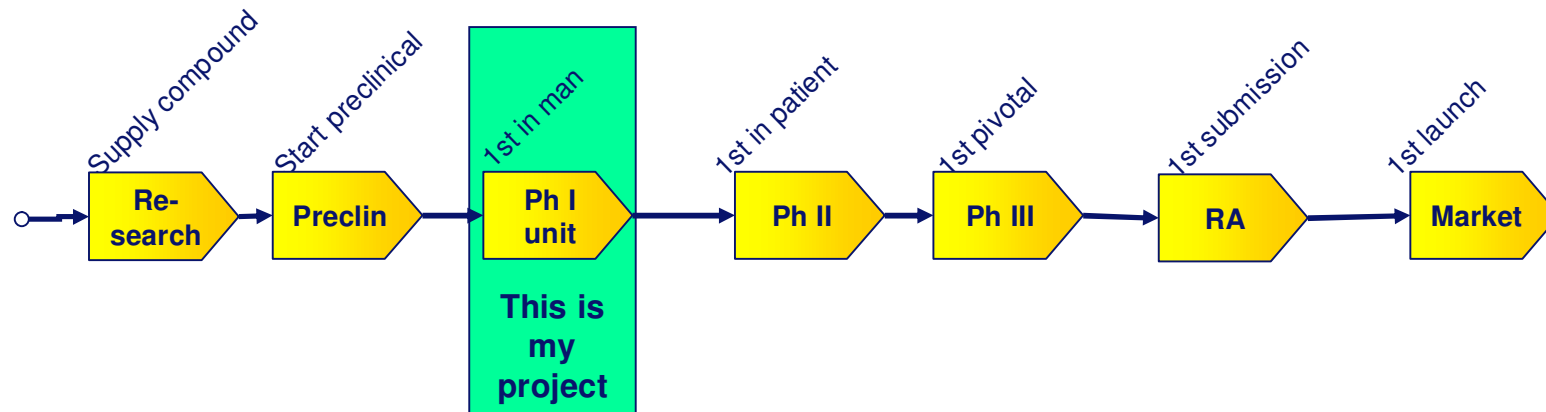 Supply compound
Start preclinical
1st in man
1st in patient
1st pivotal
1st submission
1st launch
Re-
search
Preclin
Ph I
unit
Ph II
Ph III
RA
Market
This is
my
project